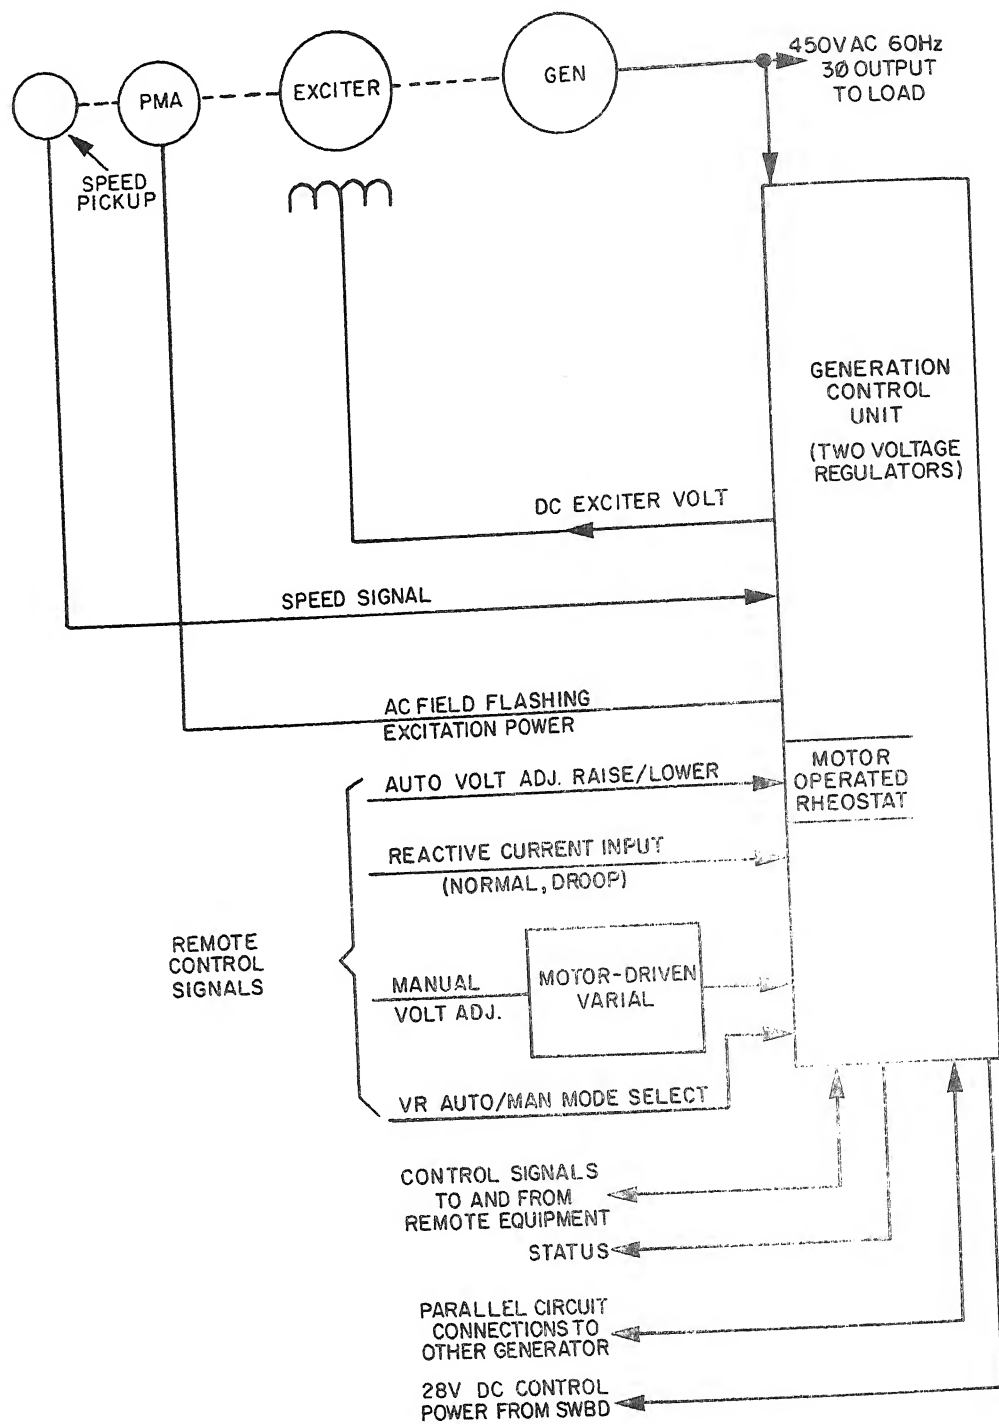 450VAC 60Hz
3Ø OUTPUT
TO LOAD
GEN
EXCITER
PMA
SPEED
PICKUP
GENERATION
CONTROL
UNIT
(TWO VOLTAGE
REGULATORS)
DC EXCITER VOLT
SPEED SIGNAL
AC FIELD FLASHING
EXCITATION POWER
MOTOR
OPERATED
RHEOSTAT
AUTO VOLT ADJ. RAISE/LOWER
REACTIVE CURRENT INPUT
(NORMAL, DROOP)
REMOTE
CONTROL
SIGNALS
MANUAL
VOLT ADJ.
MOTOR-DRIVEN
VARIAL
VR AUTO/MAN MODE SELECT
CONTROL SIGNALS
TO AND FROM
REMOTE EQUIPMENT
STATUS
PARALLEL CIRCUIT
CONNECTIONS TO
OTHER GENERATOR
28V DC CONTROL
POWER FROM SWBD